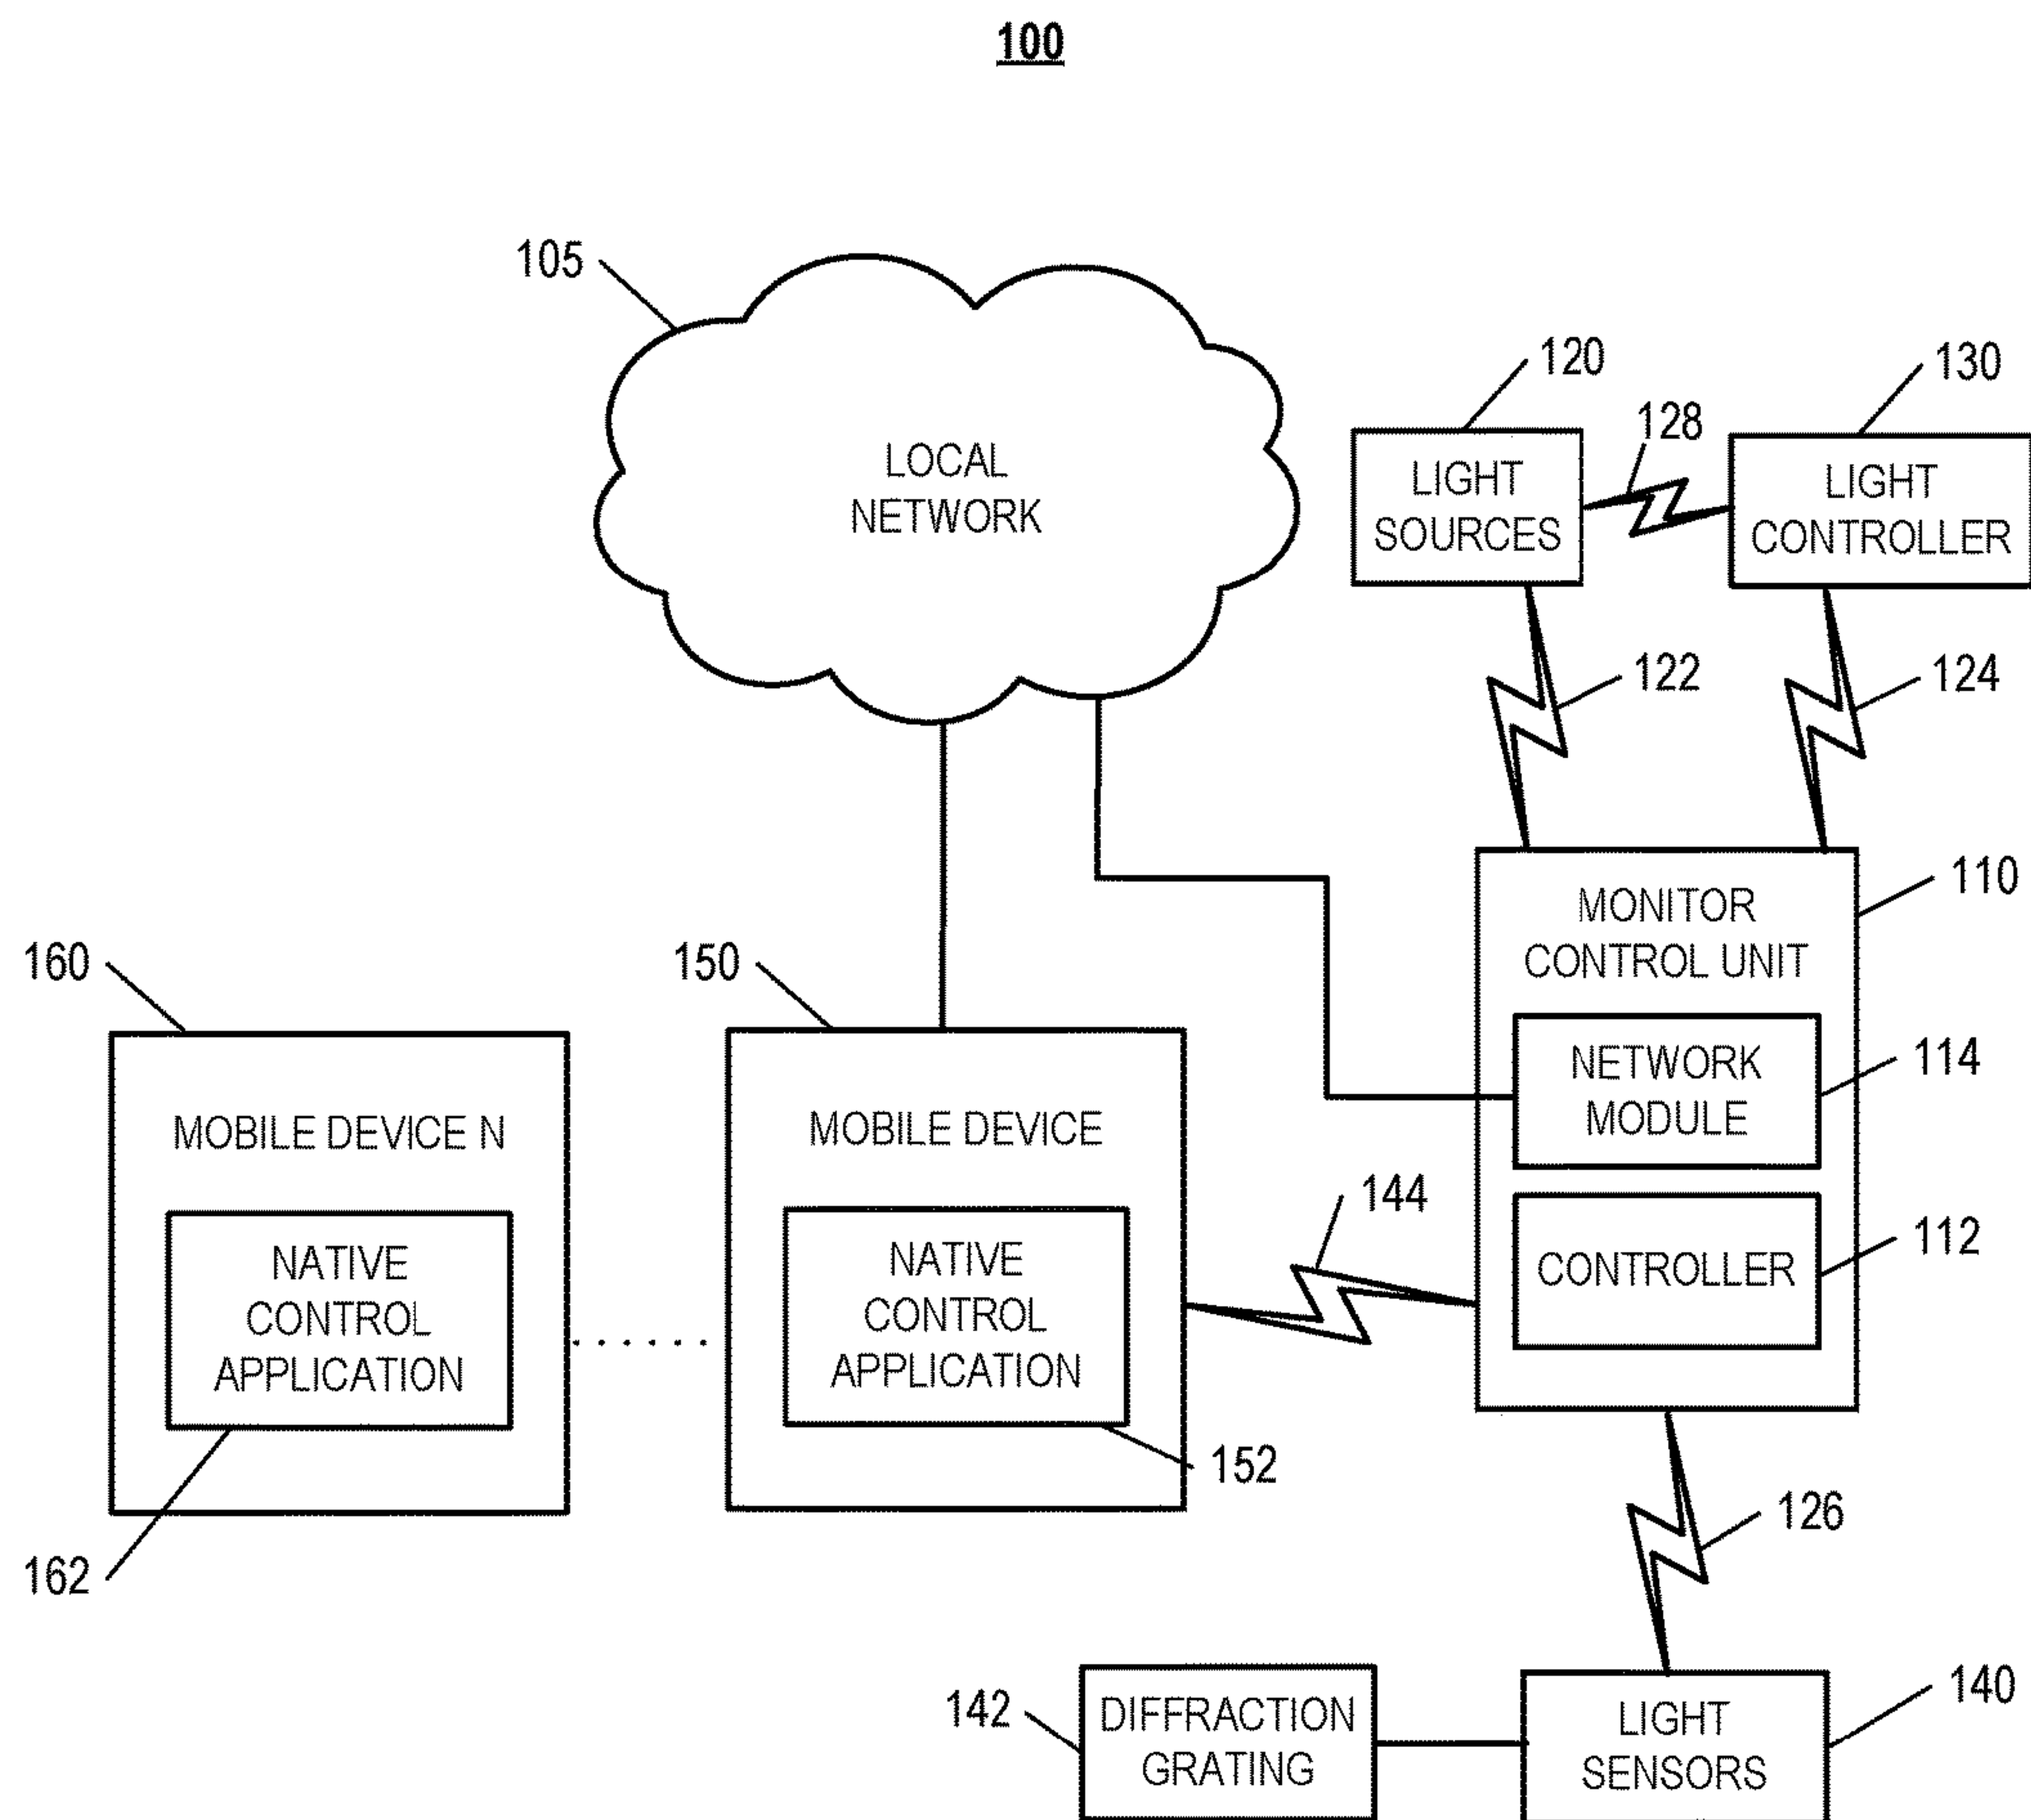 100
105
LOCAL
NETWORK
120
130
128
LIGHT
SOURCES
LIGHT
CONTROLLER
122
124
110
MONITOR
CONTROL UNIT
160
150
NETWORK
MODULE
114
MOBILE DEVICE N
MOBILE DEVICE
144
112
NATIVE
CONTROL
APPLICATION
NATIVE
CONTROL
APPLICATION
CONTROLLER
152
126
162
142
DIFFRACTION
GRATING
LIGHT
SENSORS
140